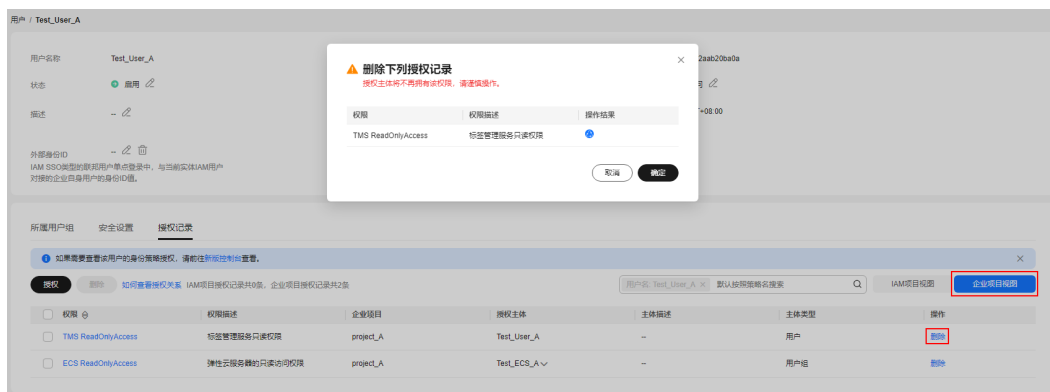 用户 / Test_User_A
用户名称 Test_User_A
2aab20ba0a
状态 启用
描述 --
+08:00
外部身份ID --
IAM SSO类型的联邦用户单点登录中，与当前实体IAM用户
对接的企业自身用户的身份ID值。
删除下列授权记录
授权主体将不再拥有该权限，请谨慎操作。
权限 权限描述 操作结果
TMS ReadOnlyAccess 标签管理服务只读权限
取消 确定
所属用户组 安全设置 授权记录
如果需要查看该用户的身份策略授权，请前往新版控制台查看。
授权 删除 如何查看授权关系 IAM项目授权记录共0条，企业项目授权记录共2条 用户名: Test_User_A 默认按照策略名搜索 IAM项目视图 企业项目视图
权限 权限描述 企业项目 授权主体 主体描述 主体类型 操作
TMS ReadOnlyAccess 标签管理服务只读权限 project_A Test_User_A -- 用户 删除
ECS ReadOnlyAccess 弹性云服务器的只读访问权限 project_A Test_ECS_A -- 用户组 删除